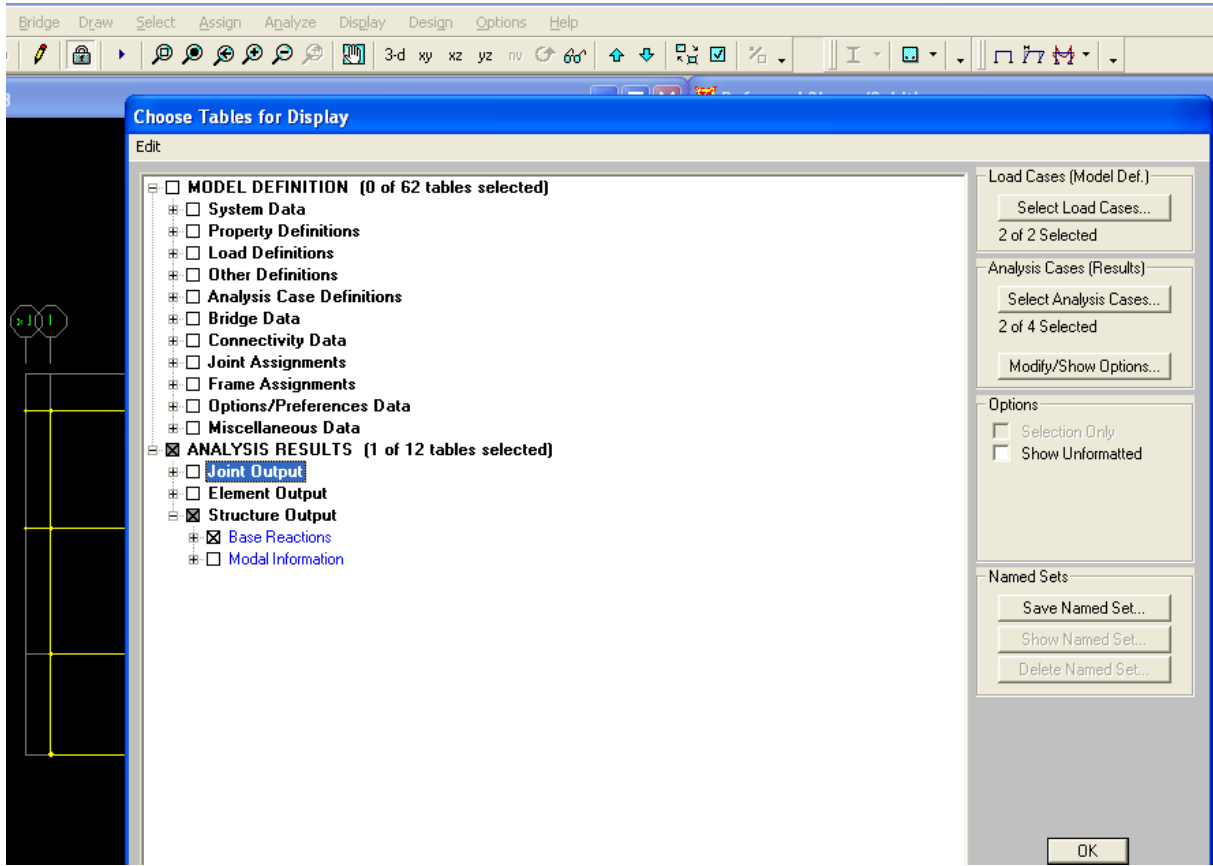 Bridge Draw Select Assign Analyze Display Design Options Help
3-d xy xz yz nv
Choose Tables for Display
Edit
MODEL DEFINITION (0 of 62 tables selected)
System Data
Property Definitions
Load Definitions
Other Definitions
Analysis Case Definitions
Bridge Data
Connectivity Data
Joint Assignments
Frame Assignments
Options/Preferences Data
Miscellaneous Data
ANALYSIS RESULTS (1 of 12 tables selected)
Joint Output
Element Output
Structure Output
Base Reactions
Modal Information
Load Cases (Model Def.)
Select Load Cases...
2 of 2 Selected
Analysis Cases (Results)
Select Analysis Cases...
2 of 4 Selected
Modify/Show Options...
Options
Selection Only
Show Unformatted
Named Sets
Save Named Set...
Show Named Set...
Delete Named Set...
OK